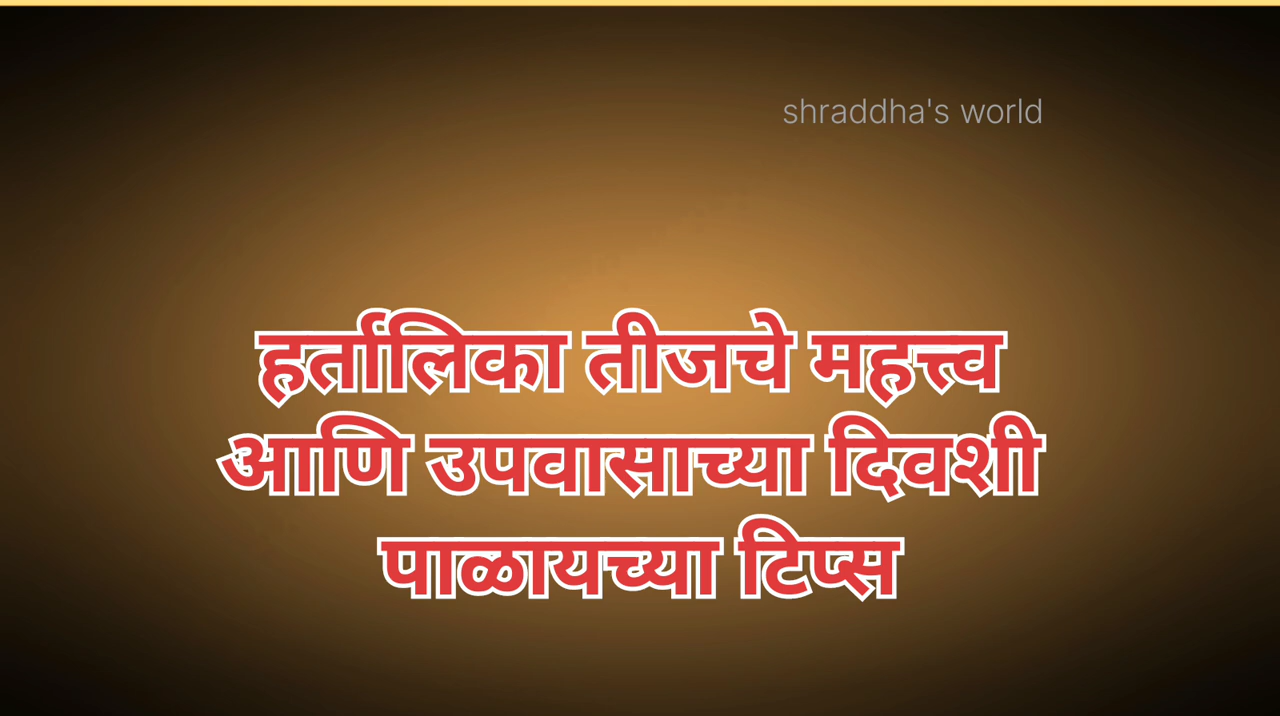 shraddha's world
हर्तालिका तीजचे महत्त्व
आणि उपवासाच्या दिवशी
पाळायच्या टिप्स